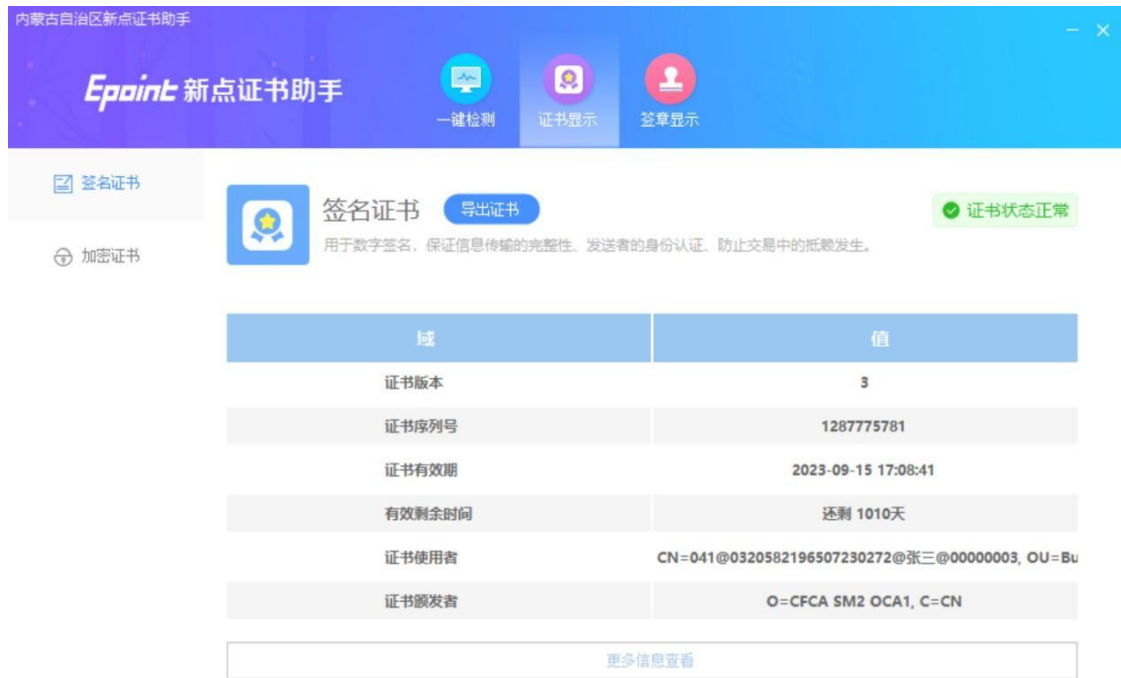 内蒙古自治区新点证书助手
Epoint 新点证书助手
一键检测 证书显示 签章显示
签名证书
加密证书
签名证书 导出证书
证书状态正常
用于数字签名，保证信息传输的完整性、发送者的身份认证、防止交易中的抵赖发生。
域 值
证书版本 3
证书序列号 1287775781
证书有效期 2023-09-15 17:08:41
有效剩余时间 还剩 1010天
证书使用者 CN=041@0320582196507230272@张三@00000003, OU=Bu
证书颁发者 O=CFCA SM2 OCA1, C=CN
更多信息查看